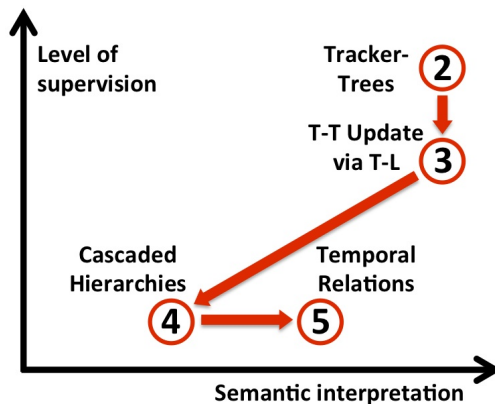 Level of
supervision
Tracker-
Trees
2
T-T Update
via T-L
3
Cascaded
Hierarchies
4
Temporal
Relations
5
Semantic interpretation